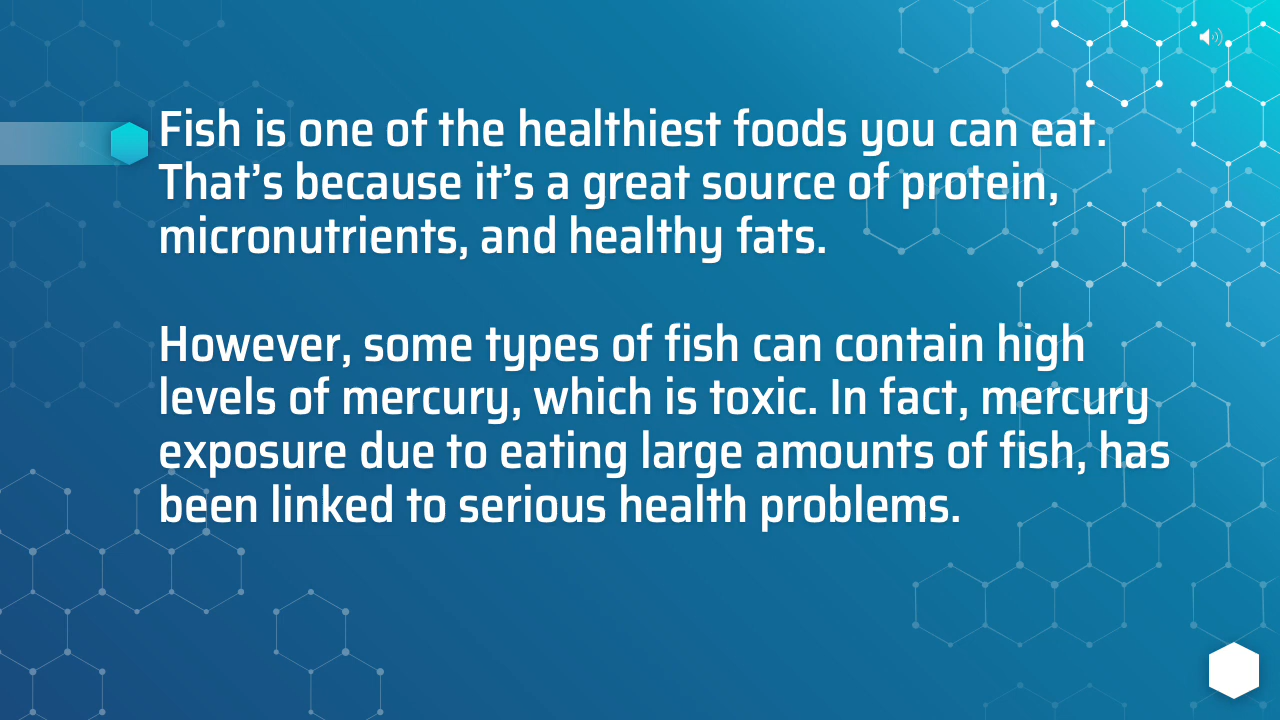 Fish is one of the healthiest foods you can eat.
That’s because it’s a great source of protein,
micronutrients, and healthy fats.
However, some types of fish can contain high
levels of mercury, which is toxic. In fact, mercury
exposure due to eating large amounts of fish, has
been linked to serious health problems.